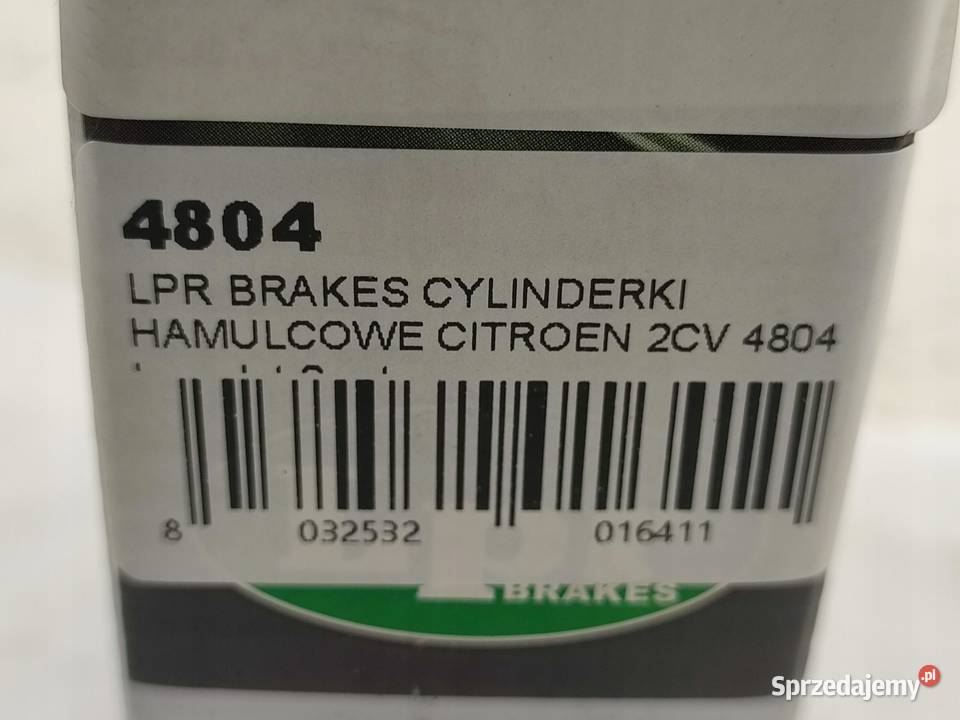 4804
LPR BRAKES CYLINDERKI
HAMULCOWE CITROEN 2CV 4804
8 032532 016411
BRAKES
Sprzedajemy.pl